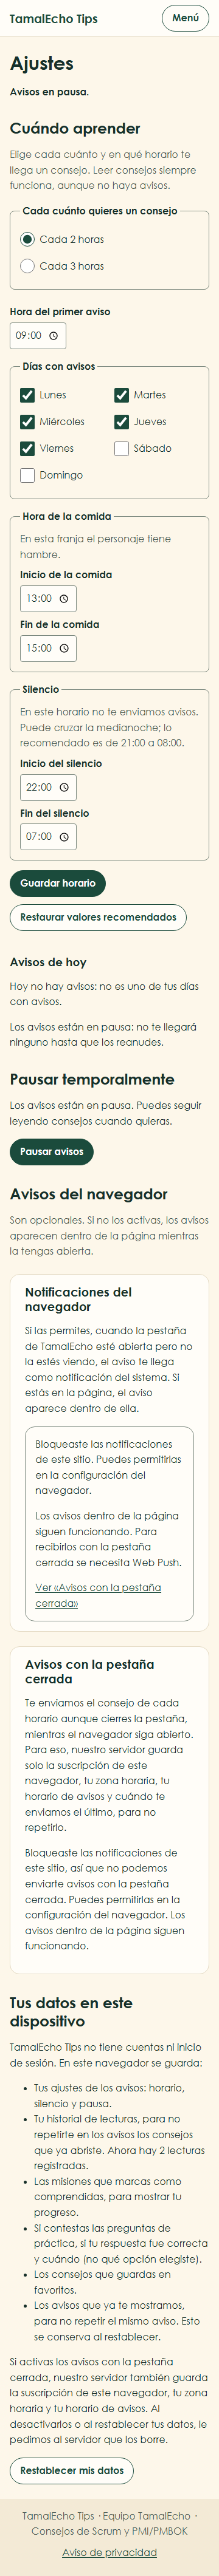 TamalEcho Tips
Menú
Ajustes
Avisos en pausa.
Cuándo aprender
Elige cada cuánto y en qué horario te
llega un consejo. Leer consejos siempre
funciona, aunque no haya avisos.
Cada cuánto quieres un consejo
Cada 2 horas
Cada 3 horas
Hora del primer aviso
09:00
Días con avisos
Lunes
Martes
Miércoles
Jueves
Viernes
Sábado
Domingo
Hora de la comida
En esta franja el personaje tiene
hambre.
Inicio de la comida
13:00
Fin de la comida
15:00
Silencio
En este horario no te enviamos avisos.
Puede cruzar la medianoche; lo
recomendado es de 21:00 a 08:00.
Inicio del silencio
22:00
Fin del silencio
07:00
Guardar horario
Restaurar valores recomendados
Avisos de hoy
Hoy no hay avisos: no es uno de tus días
con avisos.
Los avisos están en pausa: no te llegará
ninguno hasta que los reanudes.
Pausar temporalmente
Los avisos están en pausa. Puedes seguir
leyendo consejos cuando quieras.
Pausar avisos
Avisos del navegador
Son opcionales. Si no los activas, los avisos
aparecen dentro de la página mientras
la tengas abierta.
Notificaciones del
navegador
Si las permites, cuando la pestaña
de TamalEcho esté abierta pero no
la estés viendo, el aviso te llega
como notificación del sistema. Si
estás en la página, el aviso
aparece dentro de ella.
Bloqueaste las notificaciones
de este sitio. Puedes permitirlas
en la configuración del
navegador.
Los avisos dentro de la página
siguen funcionando. Para
recibirlos con la pestaña
cerrada se necesita Web Push.
Ver «Avisos con la pestaña
cerrada»
Avisos con la pestaña
cerrada
Te enviamos el consejo de cada
horario aunque cierres la pestaña,
mientras el navegador siga abierto.
Para eso, nuestro servidor guarda
solo la suscripción de este
navegador, tu zona horaria, tu
horario de avisos y cuándo te
enviamos el último, para no
repetirlo.
Bloqueaste las notificaciones de
este sitio, así que no podemos
enviarte avisos con la pestaña
cerrada. Puedes permitirlas en la
configuración del navegador. Los
avisos dentro de la página siguen
funcionando.
Tus datos en este
dispositivo
TamalEcho Tips no tiene cuentas ni inicio
de sesión. En este navegador se guarda:
Tus ajustes de los avisos: horario,
silencio y pausa.
Tu historial de lecturas, para no
repetirte en los avisos los consejos
que ya abriste. Ahora hay 2 lecturas
registradas.
Las misiones que marcas como
comprendidas, para mostrar tu
progreso.
Si contestas las preguntas de
práctica, si tu respuesta fue correcta
y cuándo (no qué opción elegiste).
Los consejos que guardas en
favoritos.
Los avisos que ya te mostramos,
para no repetir el mismo aviso. Esto
se conserva al restablecer.
Si activas los avisos con la pestaña
cerrada, nuestro servidor también guarda
la suscripción de este navegador, tu zona
horaria y tu horario de avisos. Al
desactivarlos o al restablecer tus datos, le
pedimos al servidor que los borre.
Restablecer mis datos
TamalEcho Tips · Equipo TamalEcho ·
Consejos de Scrum y PMI/PMBOK
Aviso de privacidad